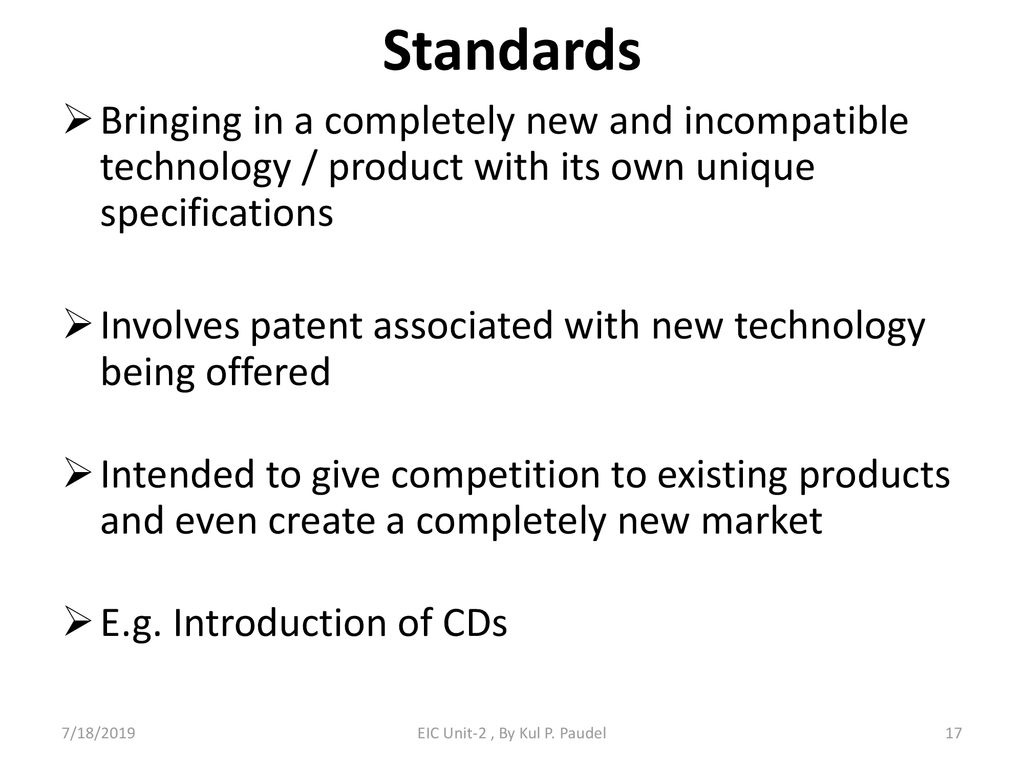 Standards
➢Bringing in a completely new and incompatible
technology / product with its own unique
specifications
➢Involves patent associated with new technology
being offered
➢Intended to give competition to existing products
and even create a completely new market
➢E.g. Introduction of CDs
7/18/2019 EIC Unit-2 , By Kul P. Paudel 17